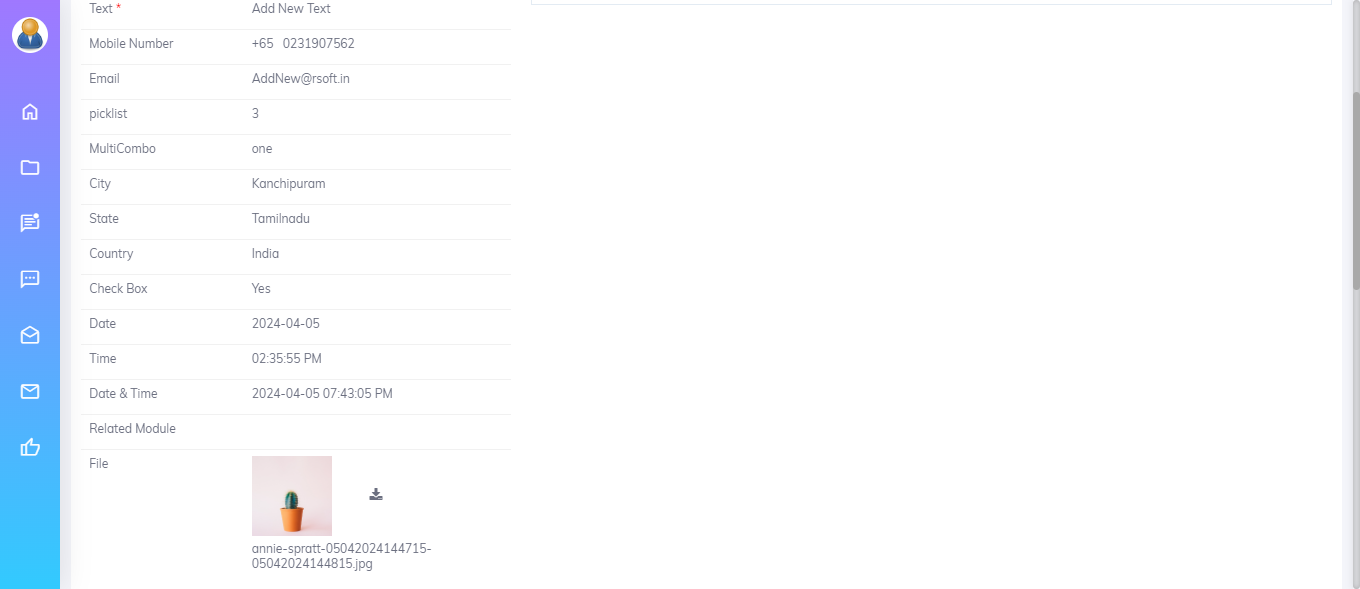 Text * Add New Text
Mobile Number +65 0231907562
Email AddNew@rsoft.in
picklist 3
MultiCombo one
City Kanchipuram
State Tamilnadu
Country India
Check Box Yes
Date 2024-04-05
Time 02:35:55 PM
Date & Time 2024-04-05 07:43:05 PM
Related Module
File
annie-spratt-05042024144715-
05042024144815.jpg